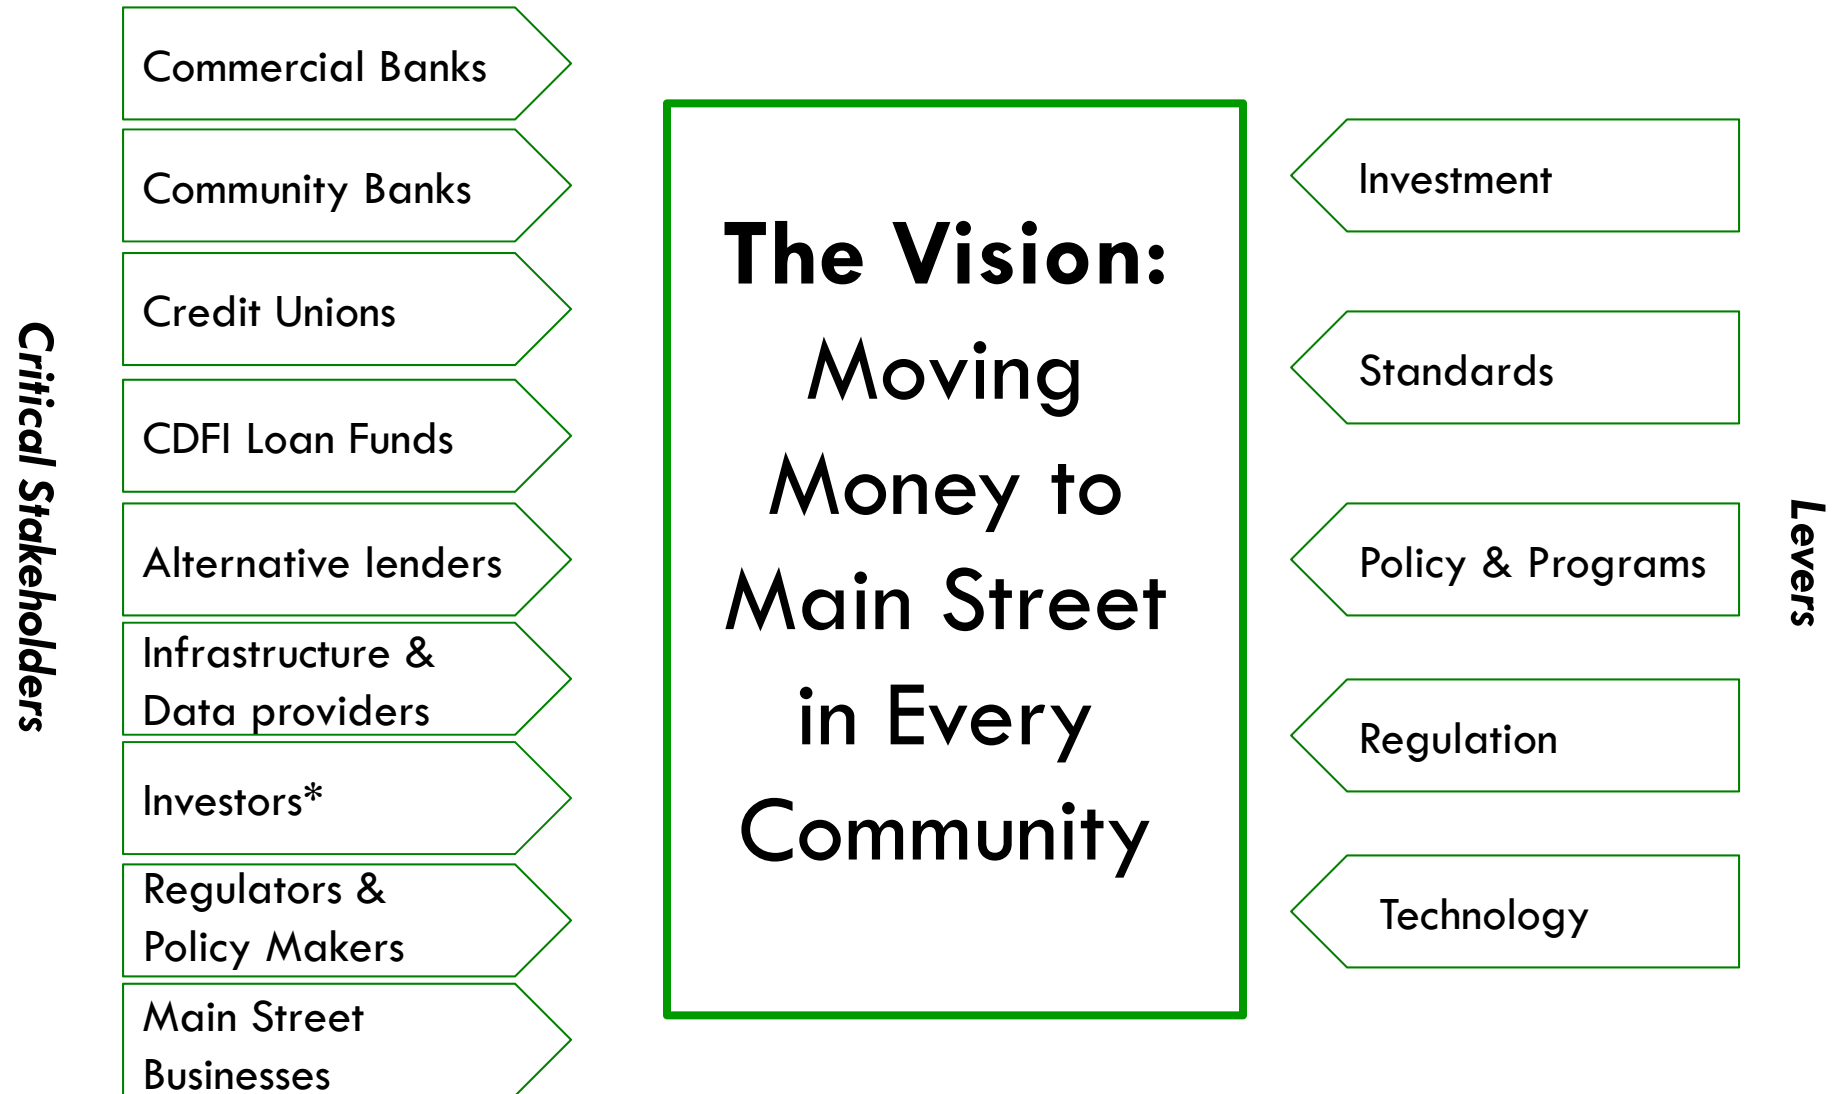 Critical Stakeholders
Commercial Banks
Community Banks
Credit Unions
CDFI Loan Funds
Alternative lenders
Infrastructure &
Data providers
Investors*
Regulators &
Policy Makers
Main Street
Businesses
The Vision:
Moving
Money to
Main Street
in Every
Community
Investment
Standards
Policy & Programs
Regulation
Technology
Levers